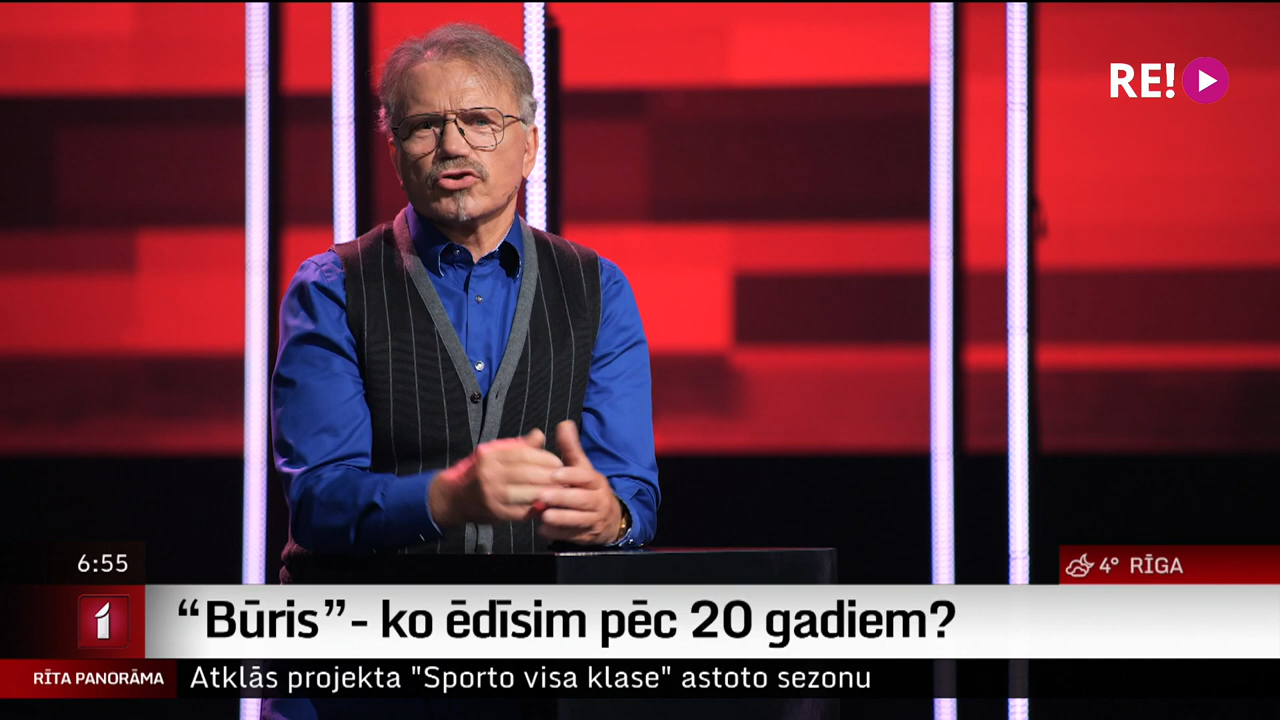 RE!
6:55
4° RĪGA
1
“Būris”- ko ēdīsim pēc 20 gadiem?
RĪTA PANORĀMA
Atklās projekta "Sporto visa klase" astoto sezonu